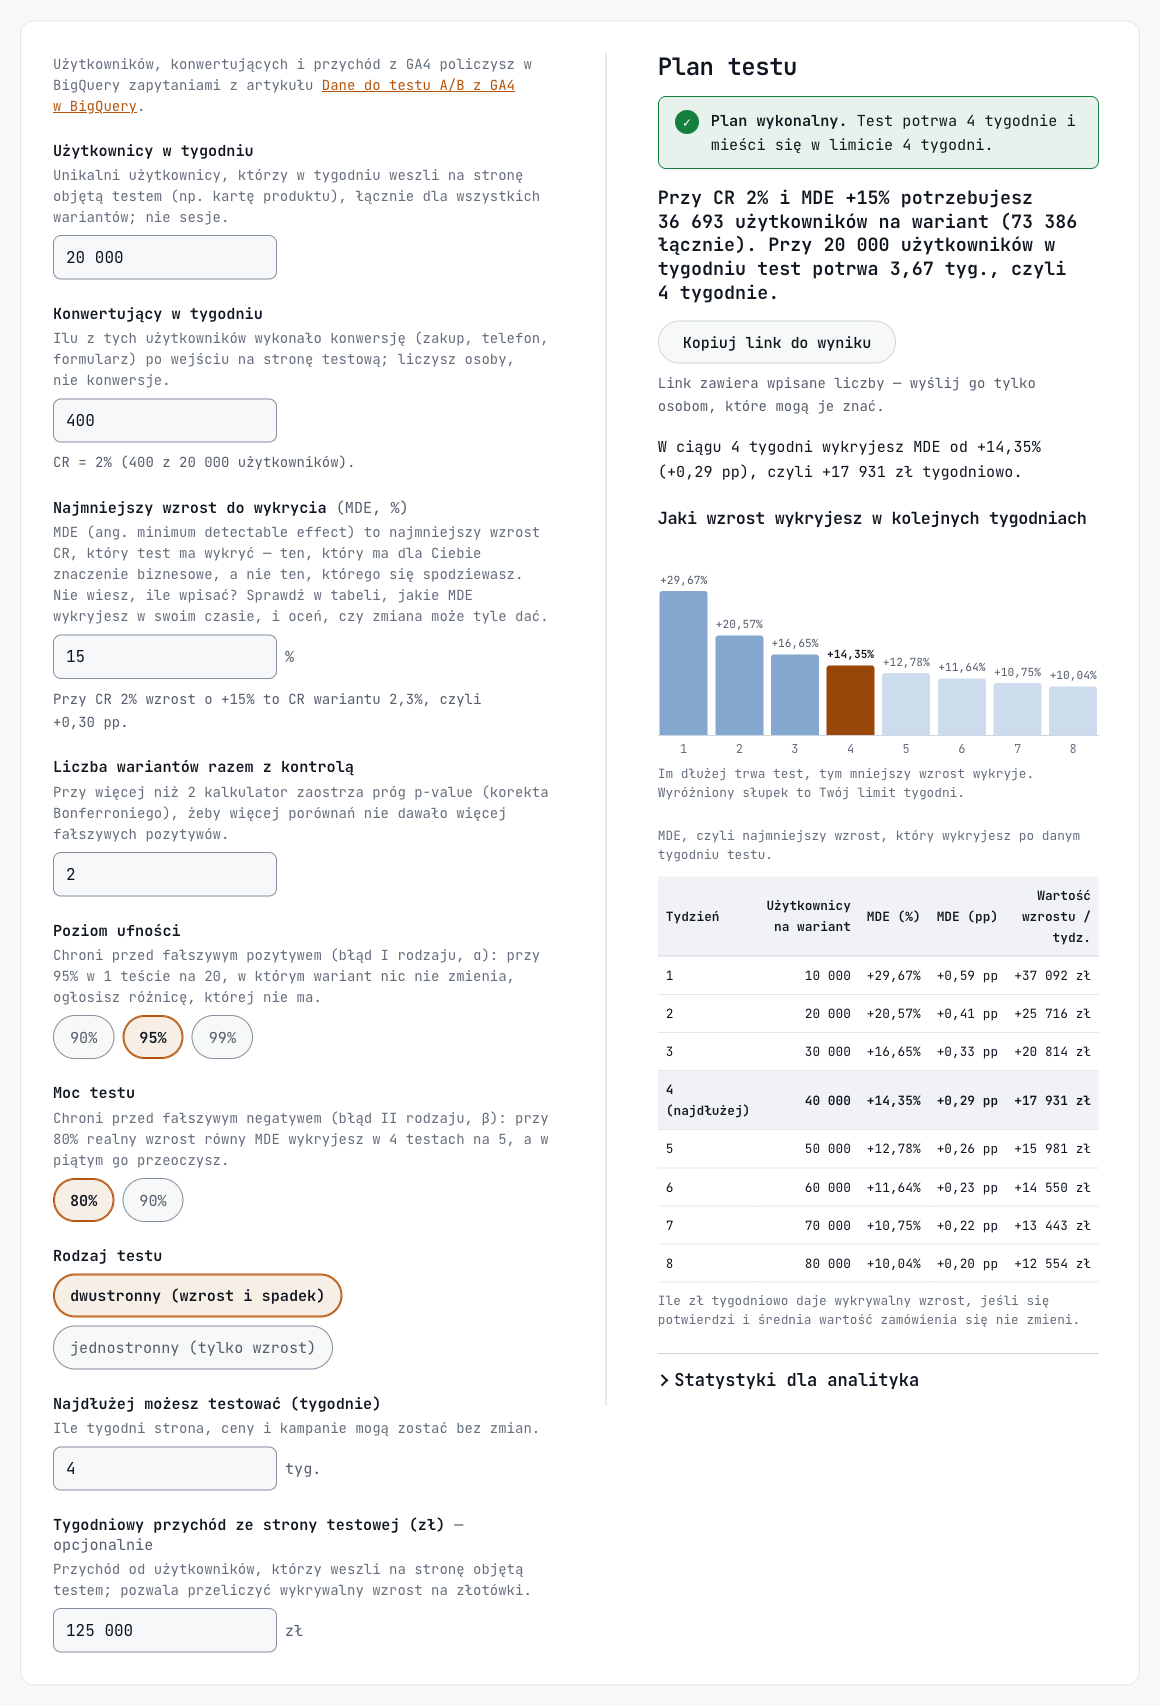 Użytkowników, konwertujących i przychód z GA4 policzysz w
BigQuery zapytaniami z artykułu Dane do testu A/B z GA4
w BigQuery.
Użytkownicy w tygodniu
Unikalni użytkownicy, którzy w tygodniu weszli na stronę
objętą testem (np. kartę produktu), łącznie dla wszystkich
wariantów; nie sesje.
20 000
Konwertujący w tygodniu
Ilu z tych użytkowników wykonało konwersję (zakup, telefon,
formularz) po wejściu na stronę testową; liczysz osoby,
nie konwersje.
400
CR = 2% (400 z 20 000 użytkowników).
Najmniejszy wzrost do wykrycia (MDE, %)
MDE (ang. minimum detectable effect) to najmniejszy wzrost
CR, który test ma wykryć — ten, który ma dla Ciebie
znaczenie biznesowe, a nie ten, którego się spodziewasz.
Nie wiesz, ile wpisać? Sprawdź w tabeli, jakie MDE
wykryjesz w swoim czasie, i oceń, czy zmiana może tyle dać.
15 %
Przy CR 2% wzrost o +15% to CR wariantu 2,3%, czyli
+0,30 pp.
Liczba wariantów razem z kontrolą
Przy więcej niż 2 kalkulator zaostrza próg p-value (korekta
Bonferroniego), żeby więcej porównań nie dawało więcej
fałszywych pozytywów.
2
Poziom ufności
Chroni przed fałszywym pozytywem (błąd I rodzaju, α): przy
95% w 1 teście na 20, w którym wariant nic nie zmienia,
ogłosisz różnicę, której nie ma.
90% 95% 99%
Moc testu
Chroni przed fałszywym negatywem (błąd II rodzaju, β): przy
80% realny wzrost równy MDE wykryjesz w 4 testach na 5, a w
piątym go przeoczysz.
80% 90%
Rodzaj testu
dwustronny (wzrost i spadek)
jednostronny (tylko wzrost)
Najdłużej możesz testować (tygodnie)
Ile tygodni strona, ceny i kampanie mogą zostać bez zmian.
4 tyg.
Tygodniowy przychód ze strony testowej (zł) —
opcjonalnie
Przychód od użytkowników, którzy weszli na stronę objętą
testem; pozwala przeliczyć wykrywalny wzrost na złotówki.
125 000 zł
Plan testu
✓ Plan wykonalny. Test potrwa 4 tygodnie i
mieści się w limicie 4 tygodni.
Przy CR 2% i MDE +15% potrzebujesz
36 693 użytkowników na wariant (73 386
łącznie). Przy 20 000 użytkowników w
tygodniu test potrwa 3,67 tyg., czyli
4 tygodnie.
Kopiuj link do wyniku
Link zawiera wpisane liczby — wyślij go tylko
osobom, które mogą je znać.
W ciągu 4 tygodni wykryjesz MDE od +14,35%
(+0,29 pp), czyli +17 931 zł tygodniowo.
Jaki wzrost wykryjesz w kolejnych tygodniach
+29,67% +20,57% +16,65% +14,35% +12,78% +11,64% +10,75% +10,04%
1 2 3 4 5 6 7 8
Im dłużej trwa test, tym mniejszy wzrost wykryje.
Wyróżniony słupek to Twój limit tygodni.
MDE, czyli najmniejszy wzrost, który wykryjesz po danym
tygodniu testu.
Tydzień Użytkownicy na wariant MDE (%) MDE (pp) Wartość wzrostu / tydz.
1 10 000 +29,67% +0,59 pp +37 092 zł
2 20 000 +20,57% +0,41 pp +25 716 zł
3 30 000 +16,65% +0,33 pp +20 814 zł
4 (najdłużej) 40 000 +14,35% +0,29 pp +17 931 zł
5 50 000 +12,78% +0,26 pp +15 981 zł
6 60 000 +11,64% +0,23 pp +14 550 zł
7 70 000 +10,75% +0,22 pp +13 443 zł
8 80 000 +10,04% +0,20 pp +12 554 zł
Ile zł tygodniowo daje wykrywalny wzrost, jeśli się
potwierdzi i średnia wartość zamówienia się nie zmieni.
Statystyki dla analityka